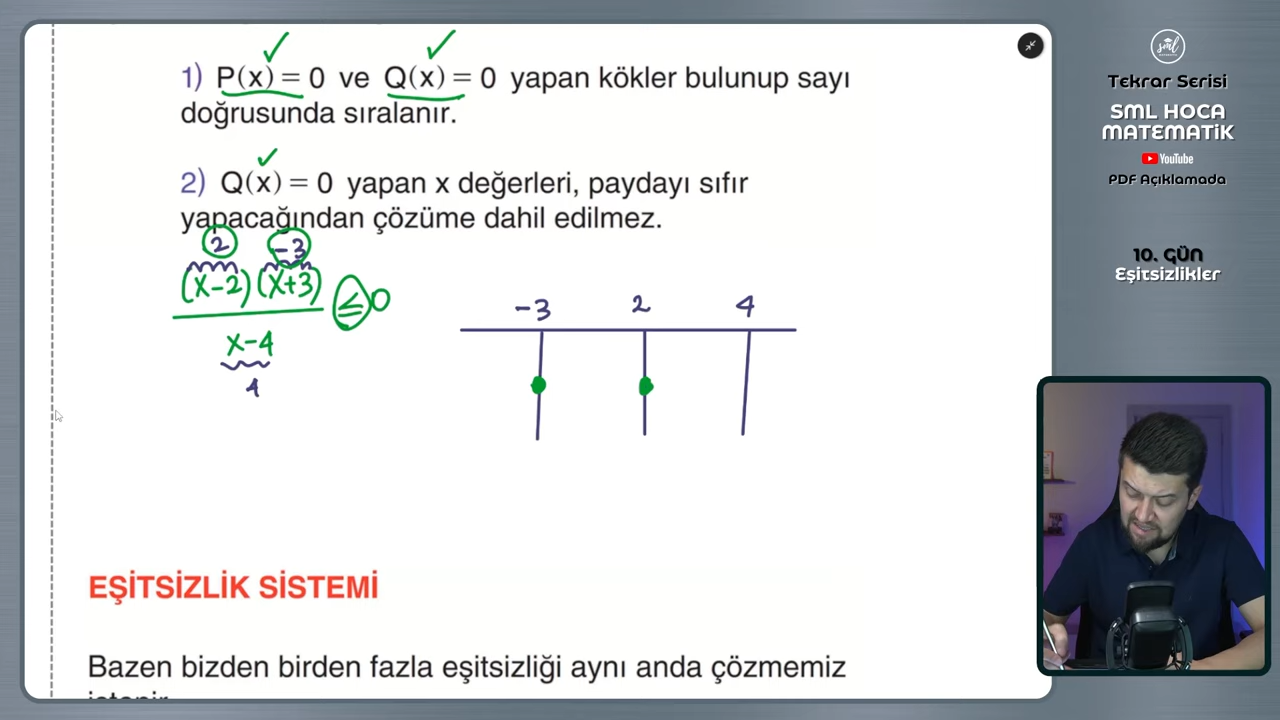 1) P(x) = 0 ve Q(x) = 0 yapan kökler bulunup sayı
doğrusunda sıralanır.
2) Q(x) = 0 yapan x değerleri, paydayı sıfır
yapacağından çözüme dahil edilmez.
2 -3
(x-2)(x+3) ≤ 0
x-4
4
-3 2 4
EŞİTSİZLİK SİSTEMİ
Bazen bizden birden fazla eşitsizliği aynı anda çözmemiz
sml
Tekrar Serisi
SML HOCA
MATEMATİK
YouTube
PDF Açıklamada
10. GÜN
Eşitsizlikler